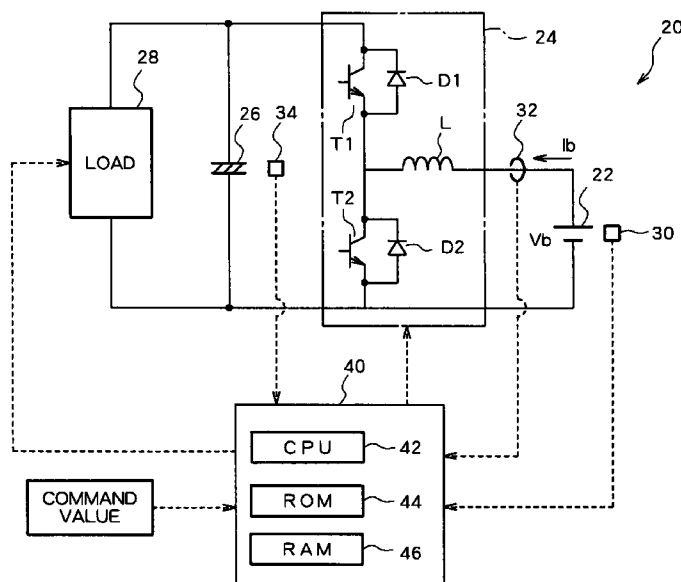 24
20
28
LOAD
34
26
T1
D1
L
32
Ib
22
T2
D2
Vb
30
40
CPU
42
COMMAND
VALUE
ROM
44
RAM
46